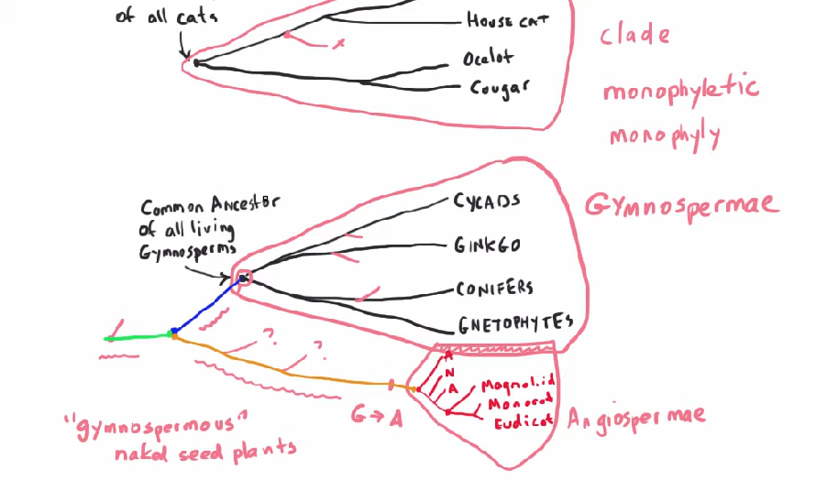 of all cats
HOUSE CAT
x
Ocelot
Cougar
clade
monophyletic
monophyly
Common Ancestor
of all living
Gymnosperms
CYCADS
GINKGO
CONIFERS
GNETOPHYTES
Gymnospermae
?
?
G → A
A
N
A
Magnoliid
Monocot
Eudicot
Angiospermae
"gymnospermous"
naked seed plants